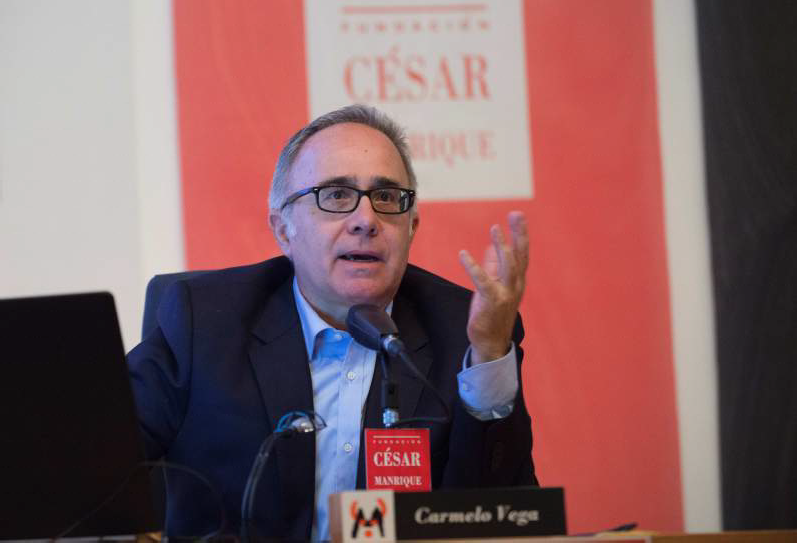 FUNDACIÓN
CÉSAR
RIQUE
FUNDACIÓN
CÉSAR
MANRIQUE
Carmelo Vega